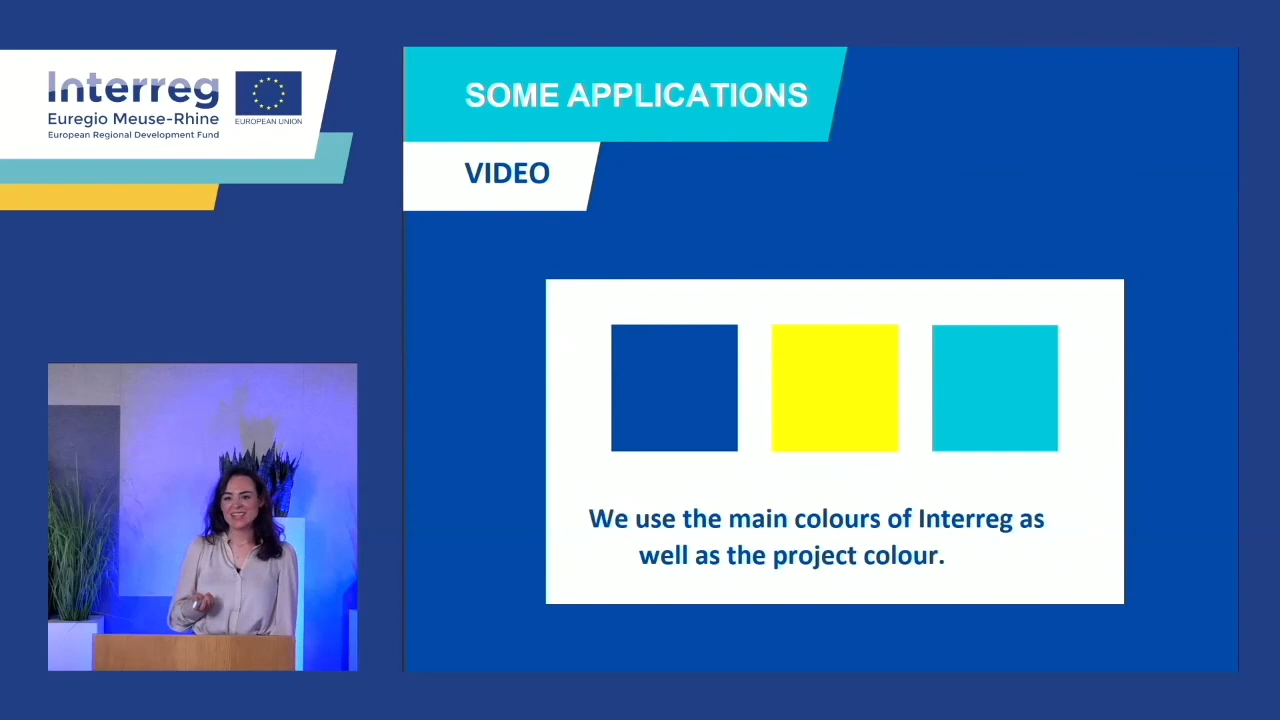 Interreg
Euregio Meuse-Rhine
European Regional Development Fund
EUROPEAN UNION
SOME APPLICATIONS
VIDEO
We use the main colours of Interreg as
well as the project colour.